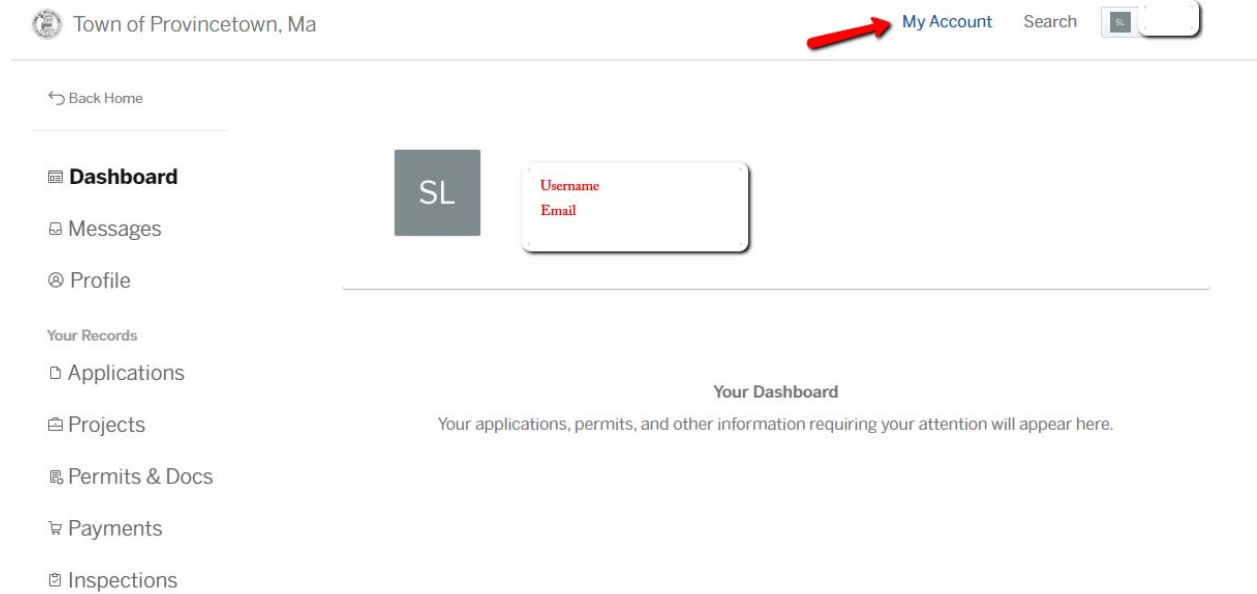 Town of Provincetown, Ma
My Account
Search
SL
Back Home
Dashboard
Messages
Profile
Your Records
Applications
Projects
Permits & Docs
Payments
Inspections
SL
Username
Email
Your Dashboard
Your applications, permits, and other information requiring your attention will appear here.